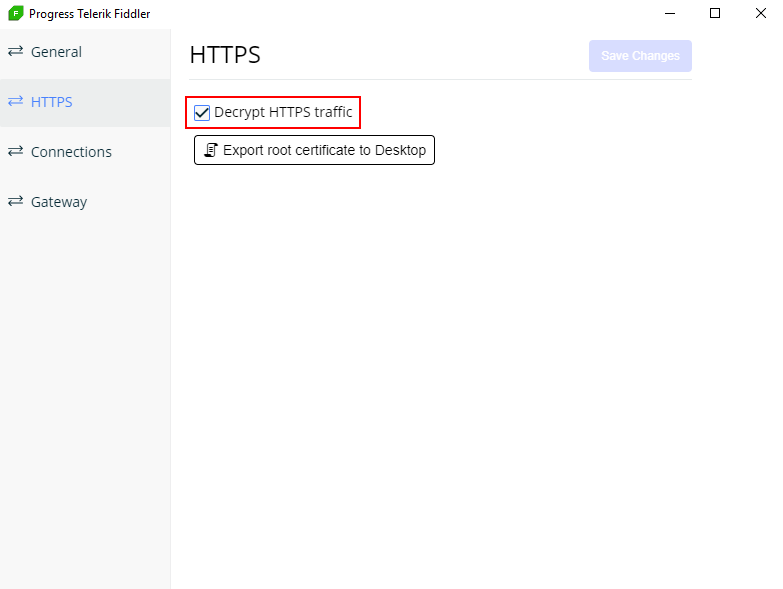 Progress Telerik Fiddler
General
HTTPS
Connections
Gateway
HTTPS
Save Changes
Decrypt HTTPS traffic
Export root certificate to Desktop